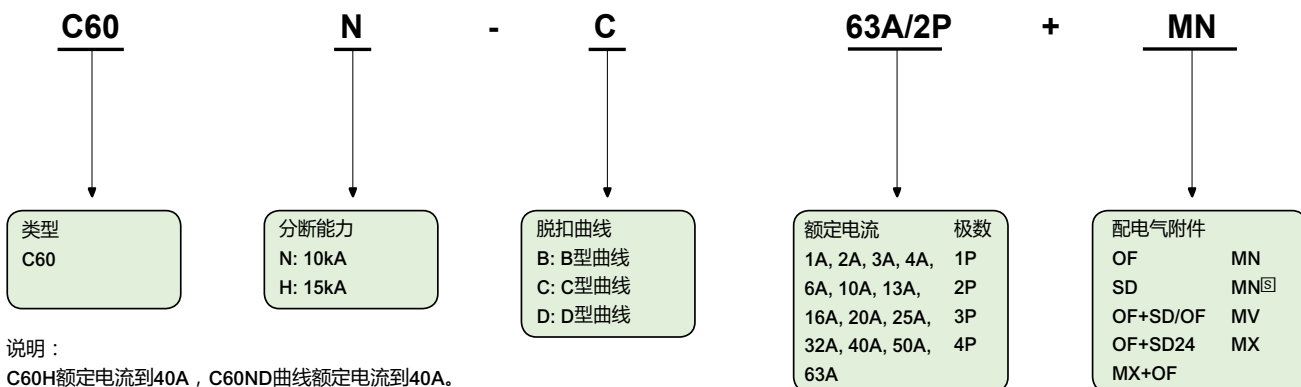 C60 N - C 63A/2P + MN
类型
C60
分断能力
N: 10kA
H: 15kA
脱扣曲线
B: B型曲线
C: C型曲线
D: D型曲线
额定电流 极数
1A, 2A, 3A, 4A, 1P
6A, 10A, 13A, 2P
16A, 20A, 25A, 3P
32A, 40A, 50A, 4P
63A
配电气附件
OF MN
SD MN🅂
OF+SD/OF MV
OF+SD24 MX
MX+OF
说明：
C60H额定电流到40A，C60ND曲线额定电流到40A。